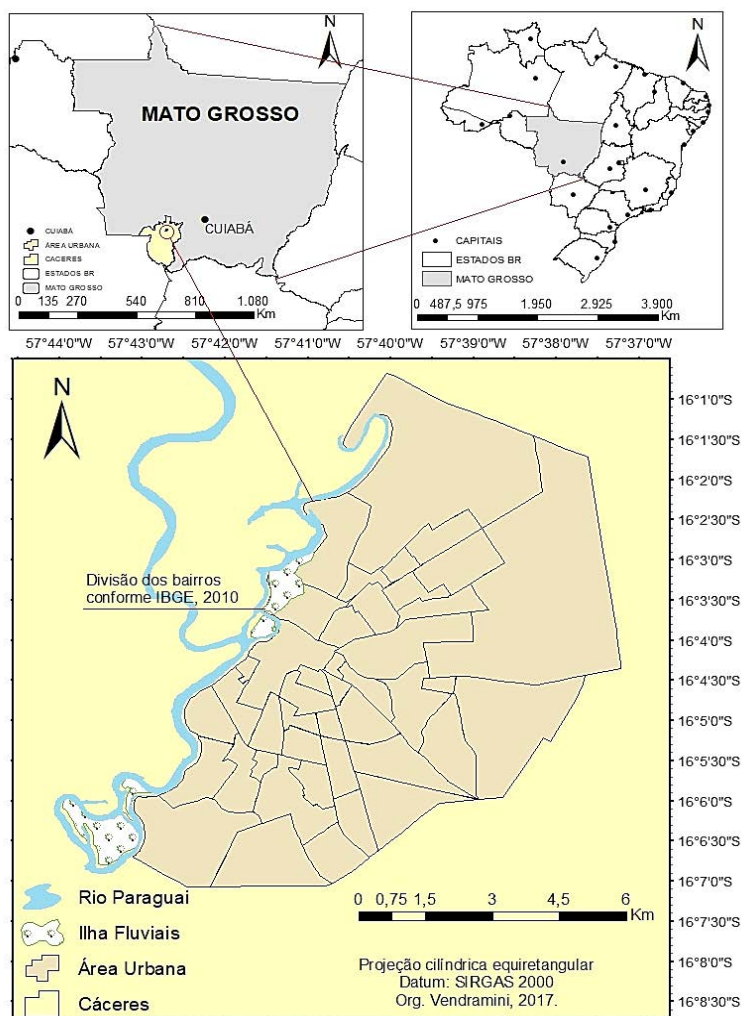 N
MATO GROSSO
CUIABÁ
CUIABÁ
ÁREA URBANA
CACERES
ESTADOS BR
MATO GROSSO
0 135 270 540 810 1.080
Km
N
CAPITAIS
ESTADOS BR
MATO GROSSO
0 487,5 975 1.950 2.925 3.900
Km
57°44'0"W 57°43'0"W 57°42'0"W 57°41'0"W 57°40'0"W 57°39'0"W 57°38'0"W 57°37'0"W
N
Divisão dos bairros
conforme IBGE, 2010
16°1'0"S
16°1'30"S
16°2'0"S
16°2'30"S
16°3'0"S
16°3'30"S
16°4'0"S
16°4'30"S
16°5'0"S
16°5'30"S
16°6'0"S
16°6'30"S
16°7'0"S
16°7'30"S
16°8'0"S
16°8'30"S
Rio Paraguai
Ilha Fluviais
Área Urbana
Cáceres
0 0,75 1,5 3 4,5 6
Km
Projeção cilíndrica equiretangular
Datum: SIRGAS 2000
Org. Vendramini, 2017.